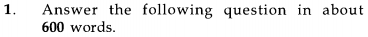 1. Answer the following question in about
600 words.